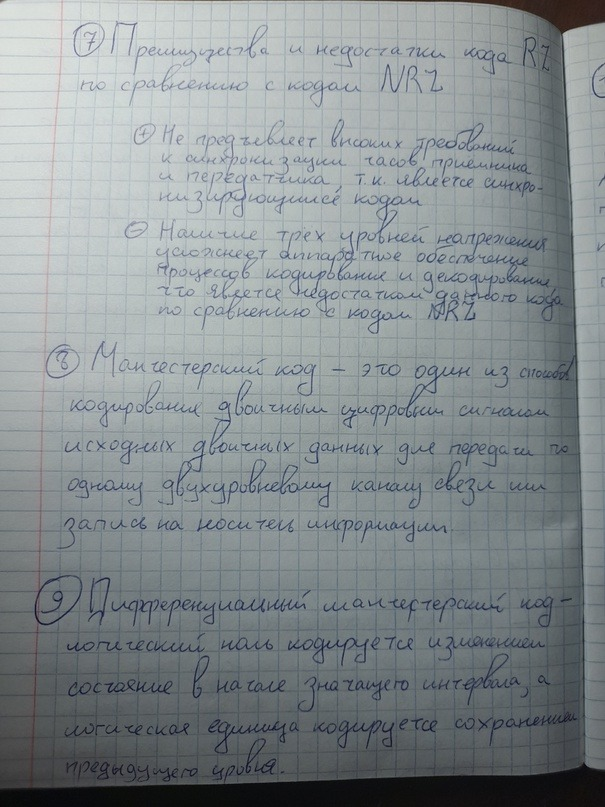 7 Преимущества и недостатки кода RZ
по сравнению с кодом NRZ
+ Не предъевляет высоких требований
к синхронизации часов приемника
и передатчика, т.к. является синхро-
низирующимся кодом
- Наличие трех уровней напряжения
усложняет аппаратное обеспечение
процессов кодирования и декодирования,
что является недостатком данного кода
по сравнению с кодом NRZ
8 Манчестерский код – это один из способов
кодирования двоичным цифровым сигналом
исходных двоичных данных для передачи по
одному двухуровневому каналу связи или
запись на носитель информации.
9 Дифференциальный манчертерский код –
логический ноль кодируется изменением
состояние в начале значащего интервала, а
логическая единица кодируется сохранением
предыдущего уровня.